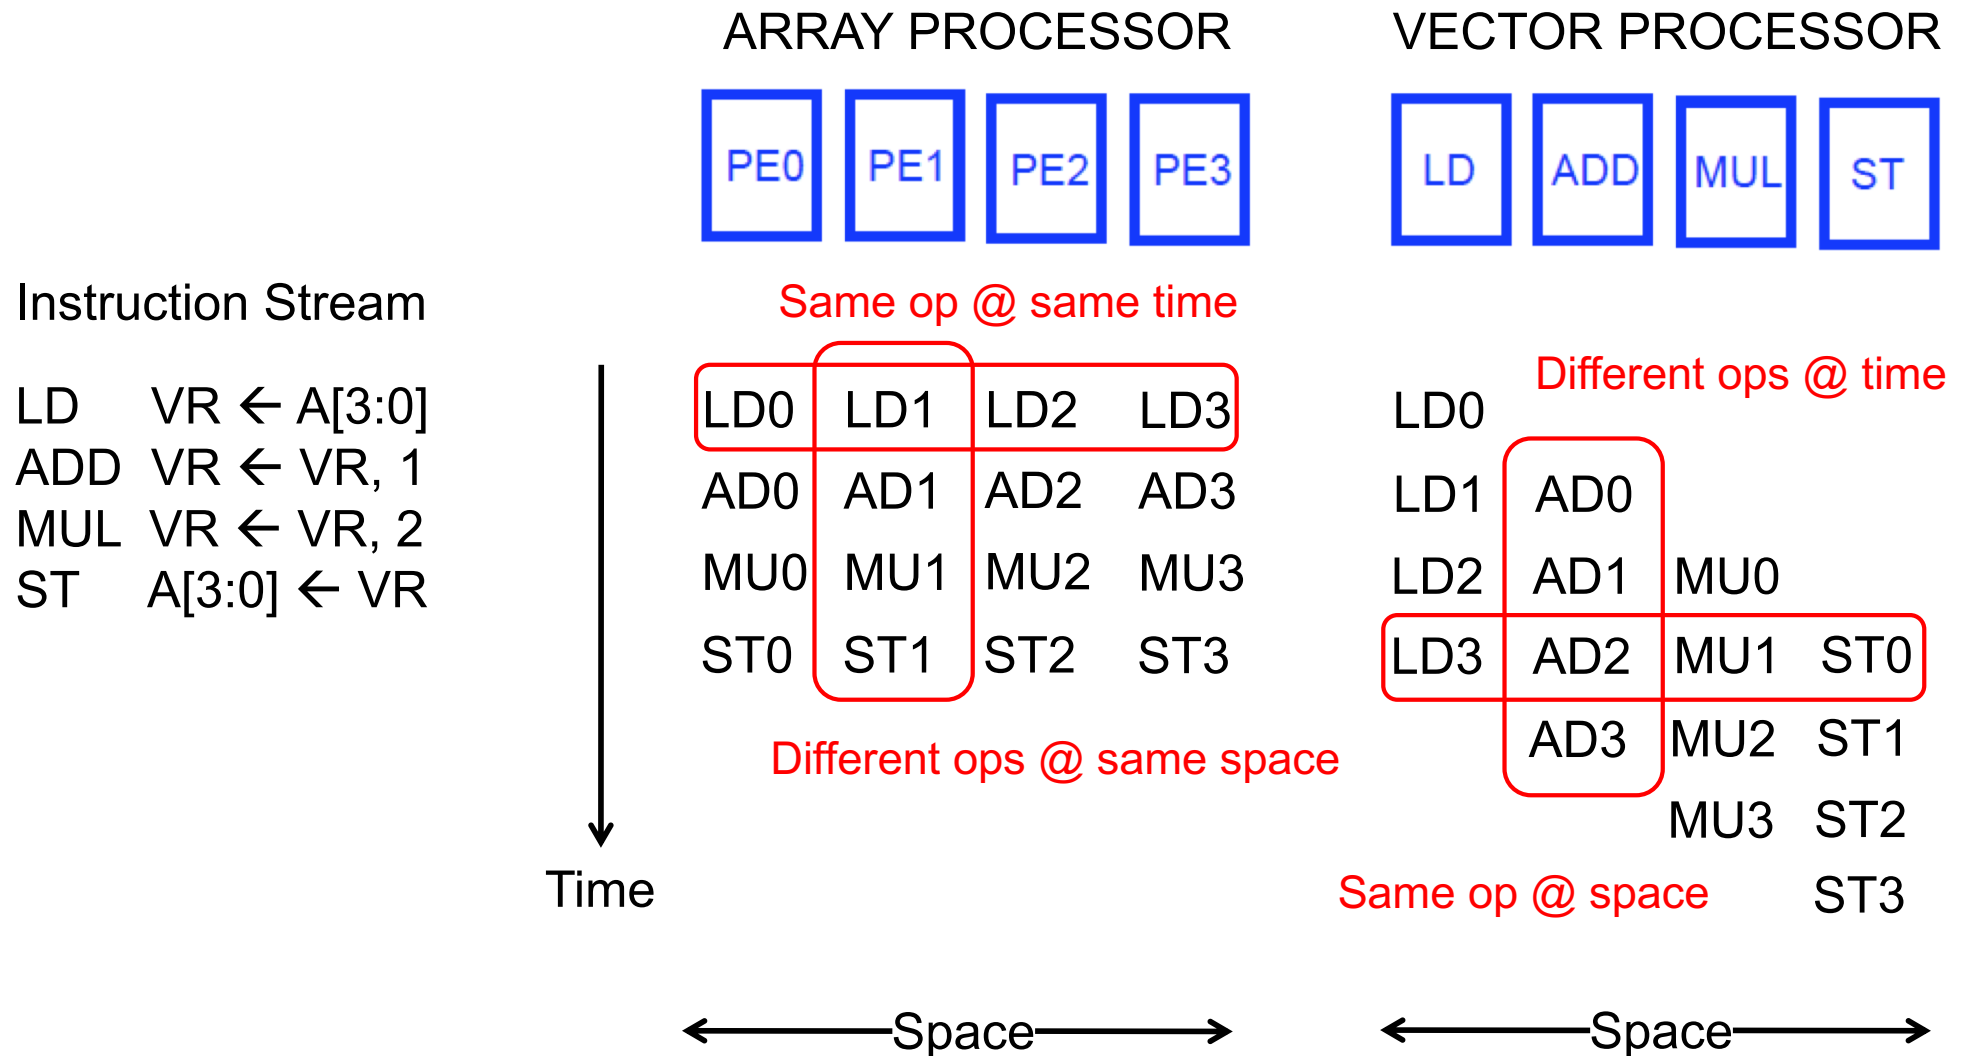 ARRAY PROCESSOR
VECTOR PROCESSOR
PE0 PE1 PE2 PE3
LD ADD MUL ST
Instruction Stream
LD VR ← A[3:0]
ADD VR ← VR, 1
MUL VR ← VR, 2
ST A[3:0] ← VR
Time
Same op @ same time
LD0 LD1 LD2 LD3
AD0 AD1 AD2 AD3
MU0 MU1 MU2 MU3
ST0 ST1 ST2 ST3
Different ops @ same space
Space
Different ops @ time
LD0
LD1 AD0
LD2 AD1 MU0
LD3 AD2 MU1 ST0
AD3 MU2 ST1
MU3 ST2
ST3
Same op @ space
Space